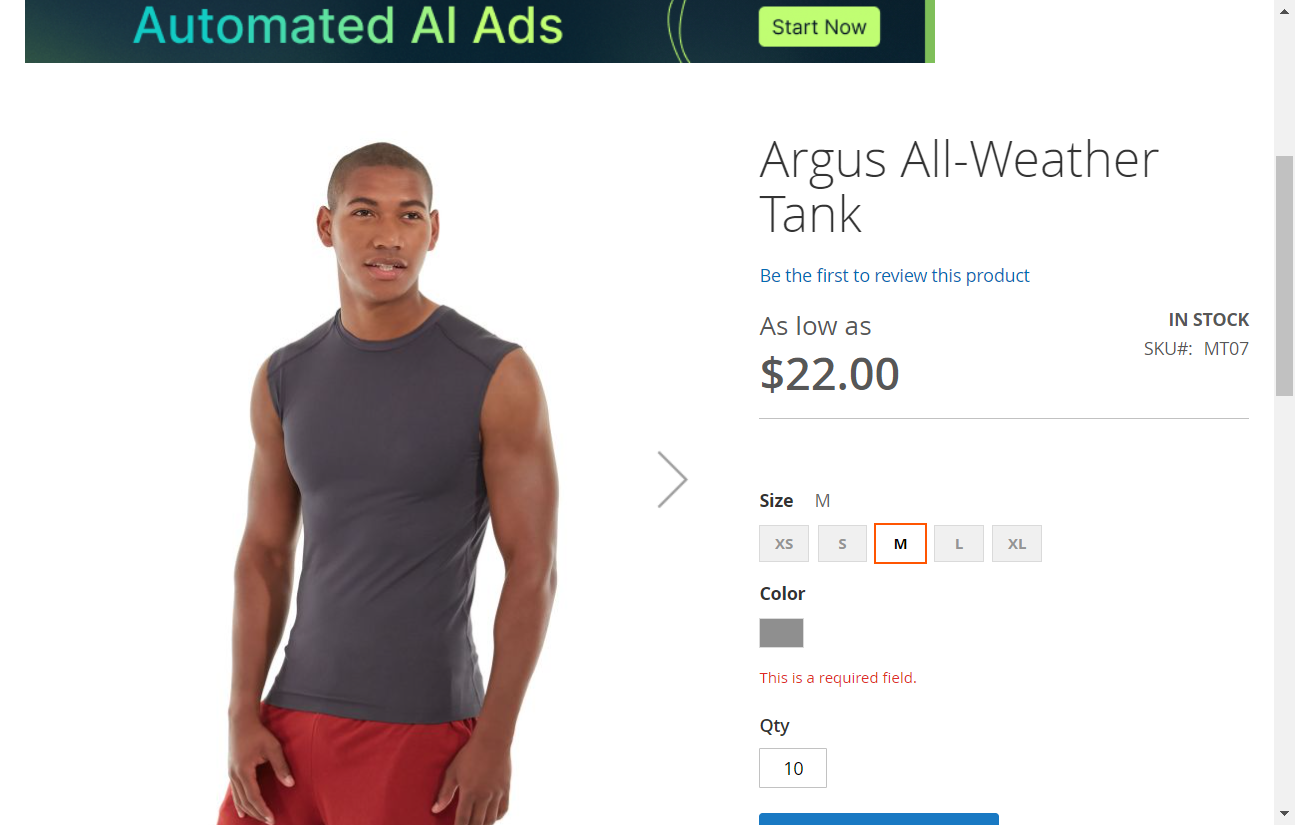 Automated AI Ads
Start Now
Argus All-Weather
Tank
Be the first to review this product
As low as
$22.00
IN STOCK
SKU#: MT07
Size M
XS S M L XL
Color
This is a required field.
Qty
10